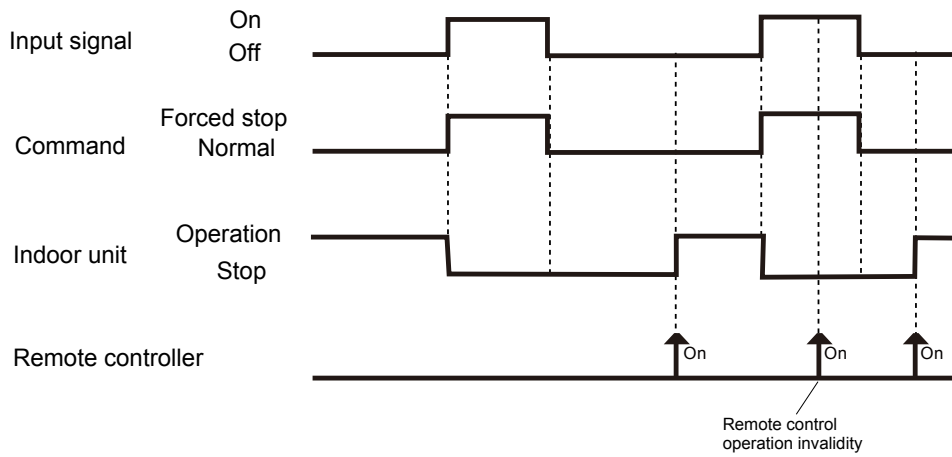 Input signal
On
Off
Command
Forced stop
Normal
Indoor unit
Operation
Stop
Remote controller
On
On
On
Remote control
operation invalidity